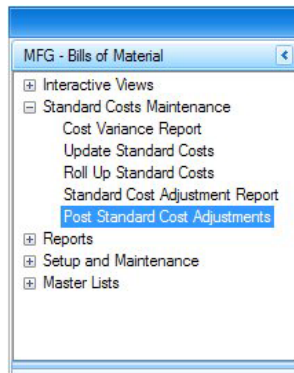 MFG - Bills of Material
Interactive Views
Standard Costs Maintenance
Cost Variance Report
Update Standard Costs
Roll Up Standard Costs
Standard Cost Adjustment Report
Post Standard Cost Adjustments
Reports
Setup and Maintenance
Master Lists